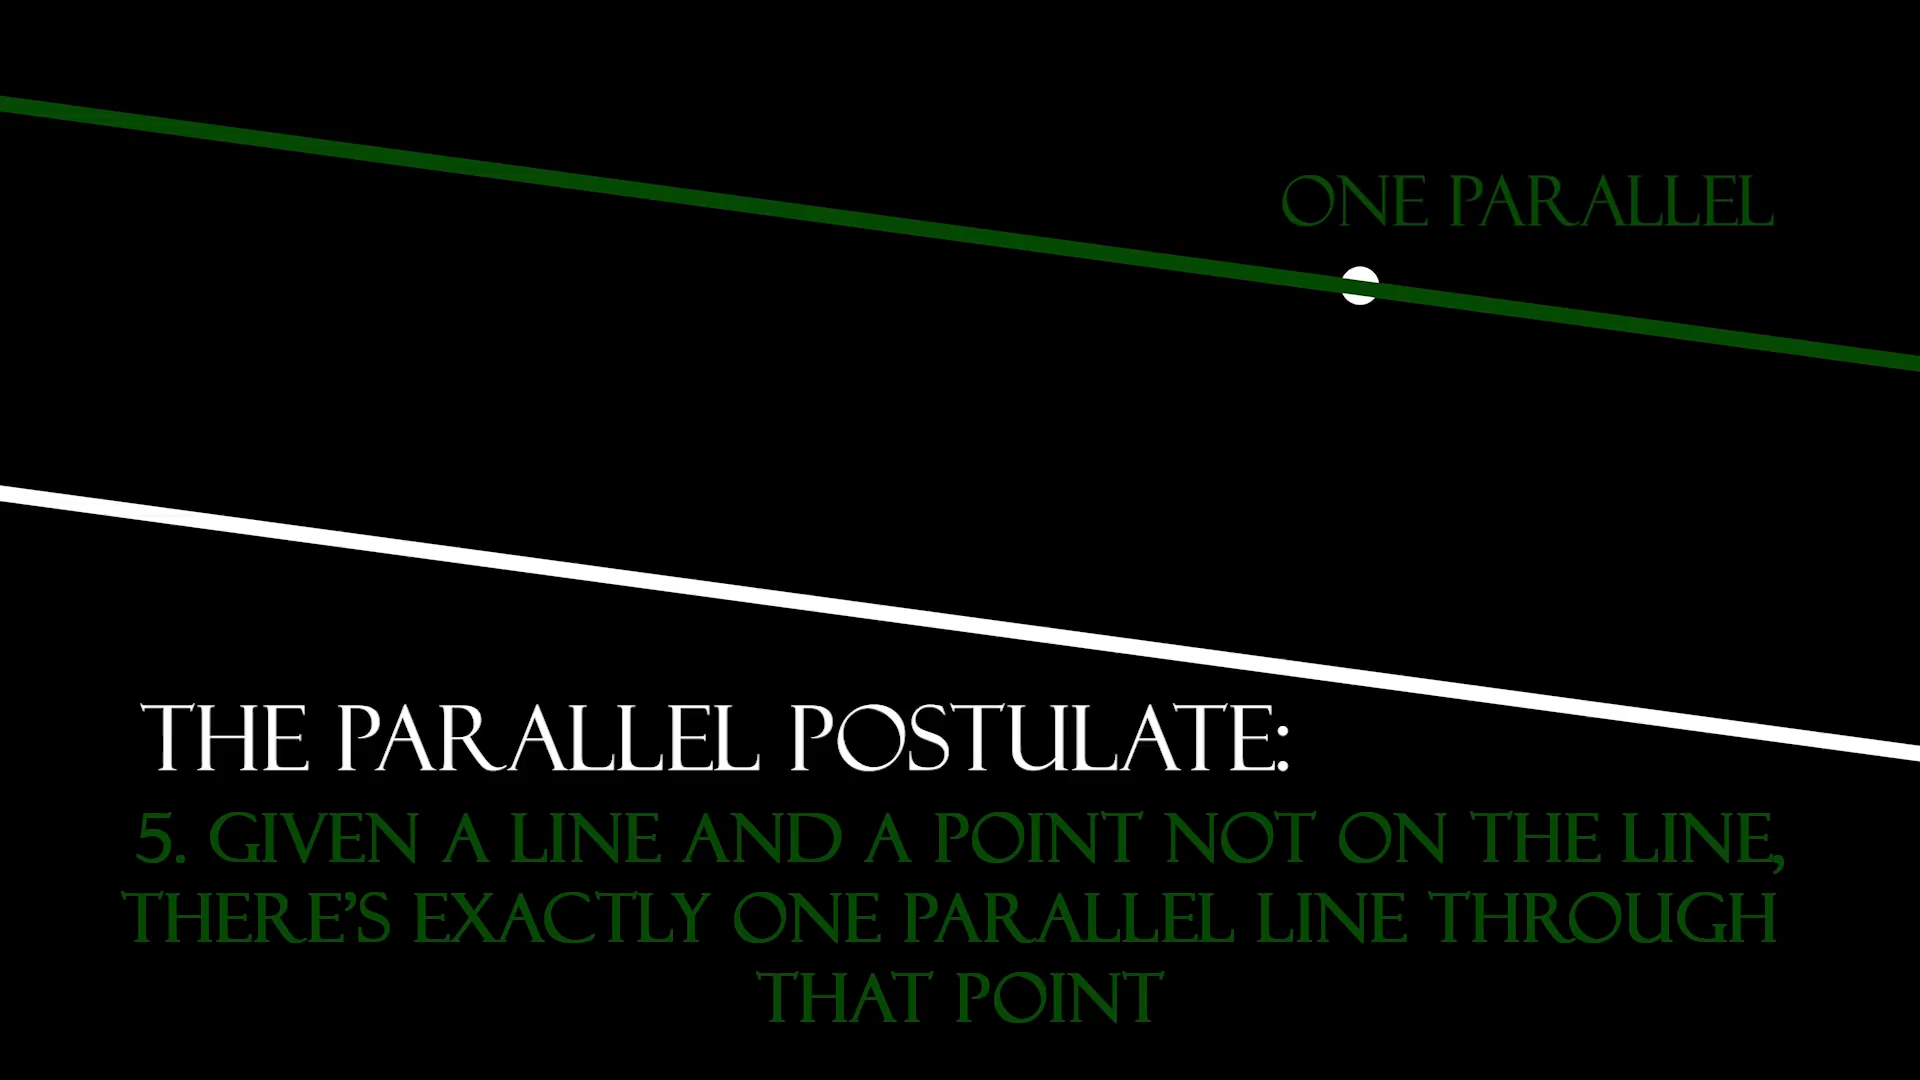 ONE PARALLEL
THE PARALLEL POSTULATE:
5. GIVEN A LINE AND A POINT NOT ON THE LINE,
THERE'S EXACTLY ONE PARALLEL LINE THROUGH
THAT POINT